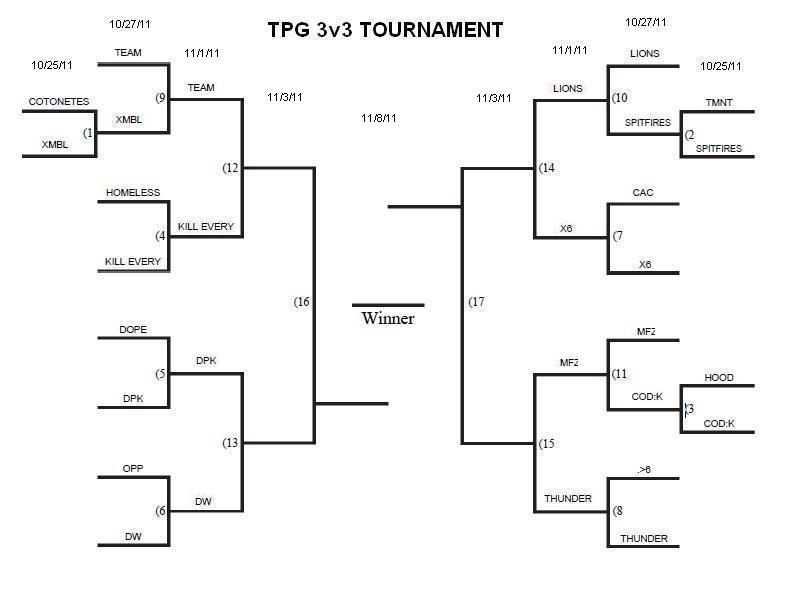 TPG 3v3 TOURNAMENT
10/27/11
10/27/11
10/25/11
11/1/11
11/3/11
11/8/11
11/3/11
11/1/11
10/25/11
TEAM
COTONETES
(9
TEAM
XMBL
(1
XMBL
(12
HOMELESS
(4
KILL EVERY
KILL EVERY
(16
DOPE
(5
DPK
DPK
(13
OPP
(6
DW
DW
Winner
LIONS
LIONS
(10
TMNT
SPITFIRES
(2
SPITFIRES
(14
CAC
X6
(7
X6
(17
MFZ
MFZ
(11
HOOD
COD:K
(3
COD:K
(15
.>6
THUNDER
(8
THUNDER